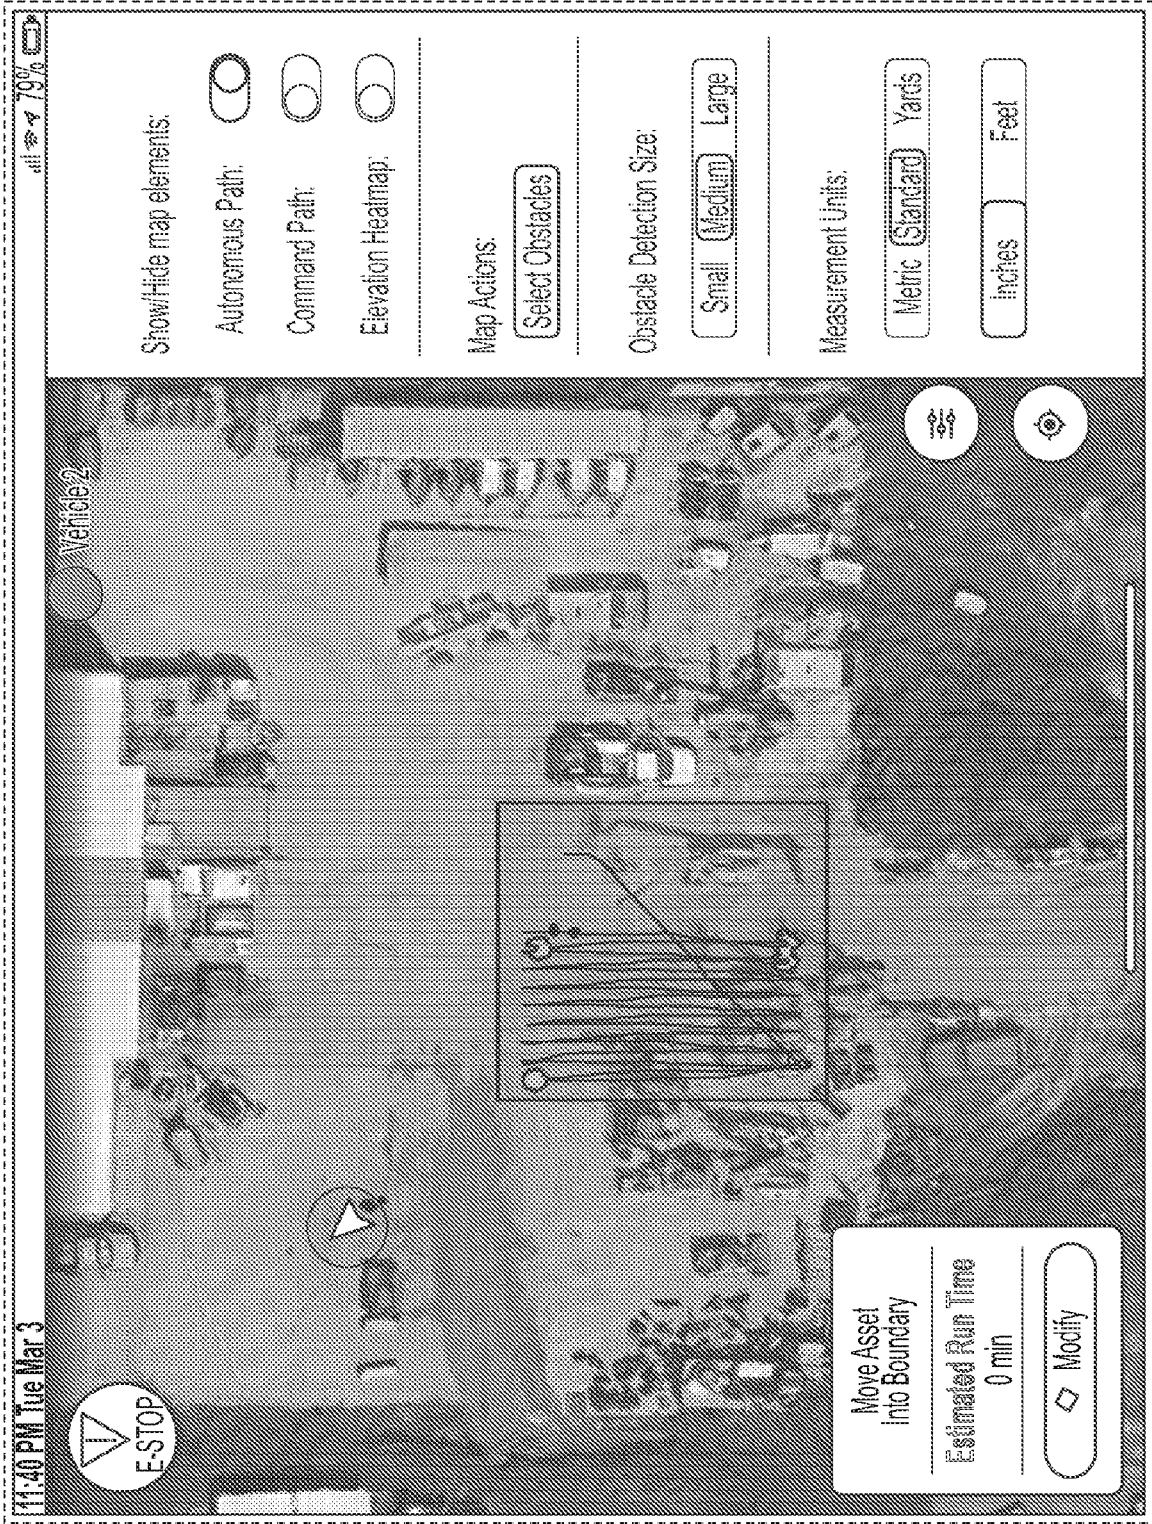 11:40 PM Tue Mar 3
79%
E-STOP
Vehicle 2
Move Asset
Into Boundary
Estimated Run Time
0 min
Modify
Show/Hide map elements:
Autonomous Path:
Command Path:
Elevation Heatmap:
Map Actions:
Select Obstacles
Obstacle Detection Size:
Small Medium Large
Measurement Units:
Metric Standard Yards
Inches Feet